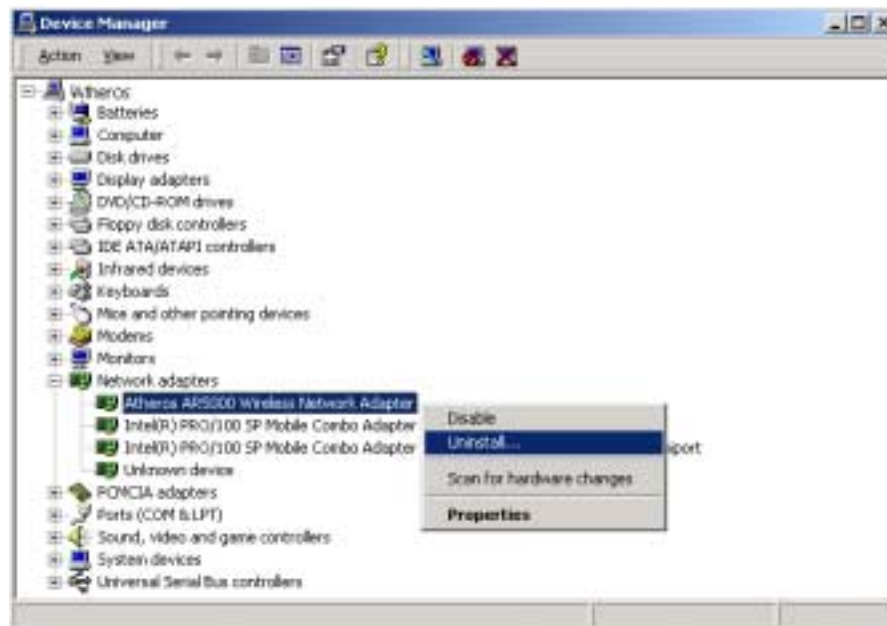 Device Manager
Action View
Atheros
Batteries
Computer
Disk drives
Display adapters
DVD/CD-ROM drives
Floppy disk controllers
IDE ATA/ATAPI controllers
Infrared devices
Keyboards
Mice and other pointing devices
Modems
Monitors
Network adapters
Atheros AR5000 Wireless Network Adapter
Intel(R) PRO/100 SP Mobile Combo Adapter
Intel(R) PRO/100 SP Mobile Combo Adapter port
Unknown device
PCMCIA adapters
Ports (COM & LPT)
Sound, video and game controllers
System devices
Universal Serial Bus controllers
Disable
Uninstall...
Scan for hardware changes
Properties